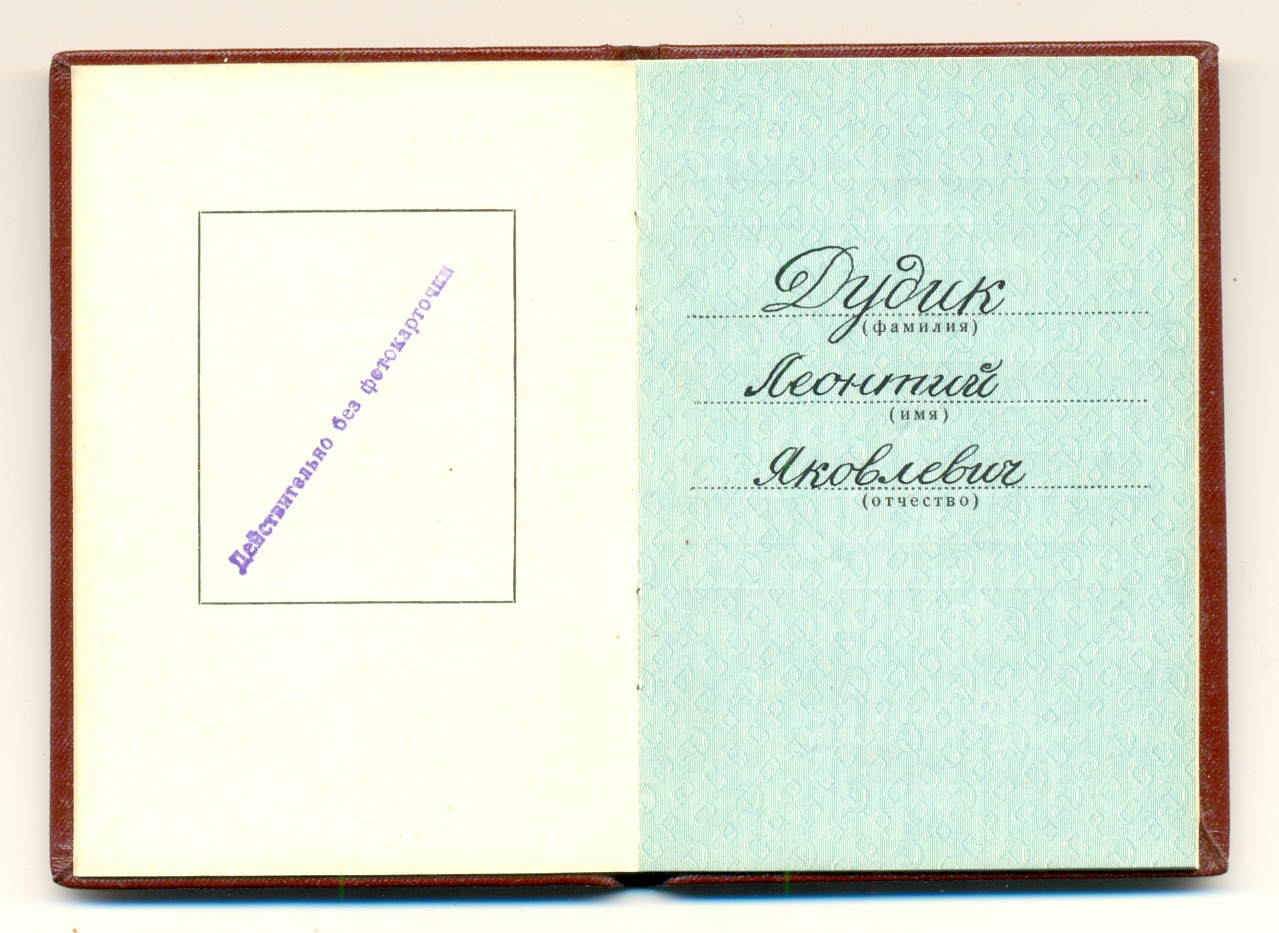 Действительно без фотокарточки
Дудик
(фамилия)
Леонтий
(имя)
Яковлевич
(отчество)